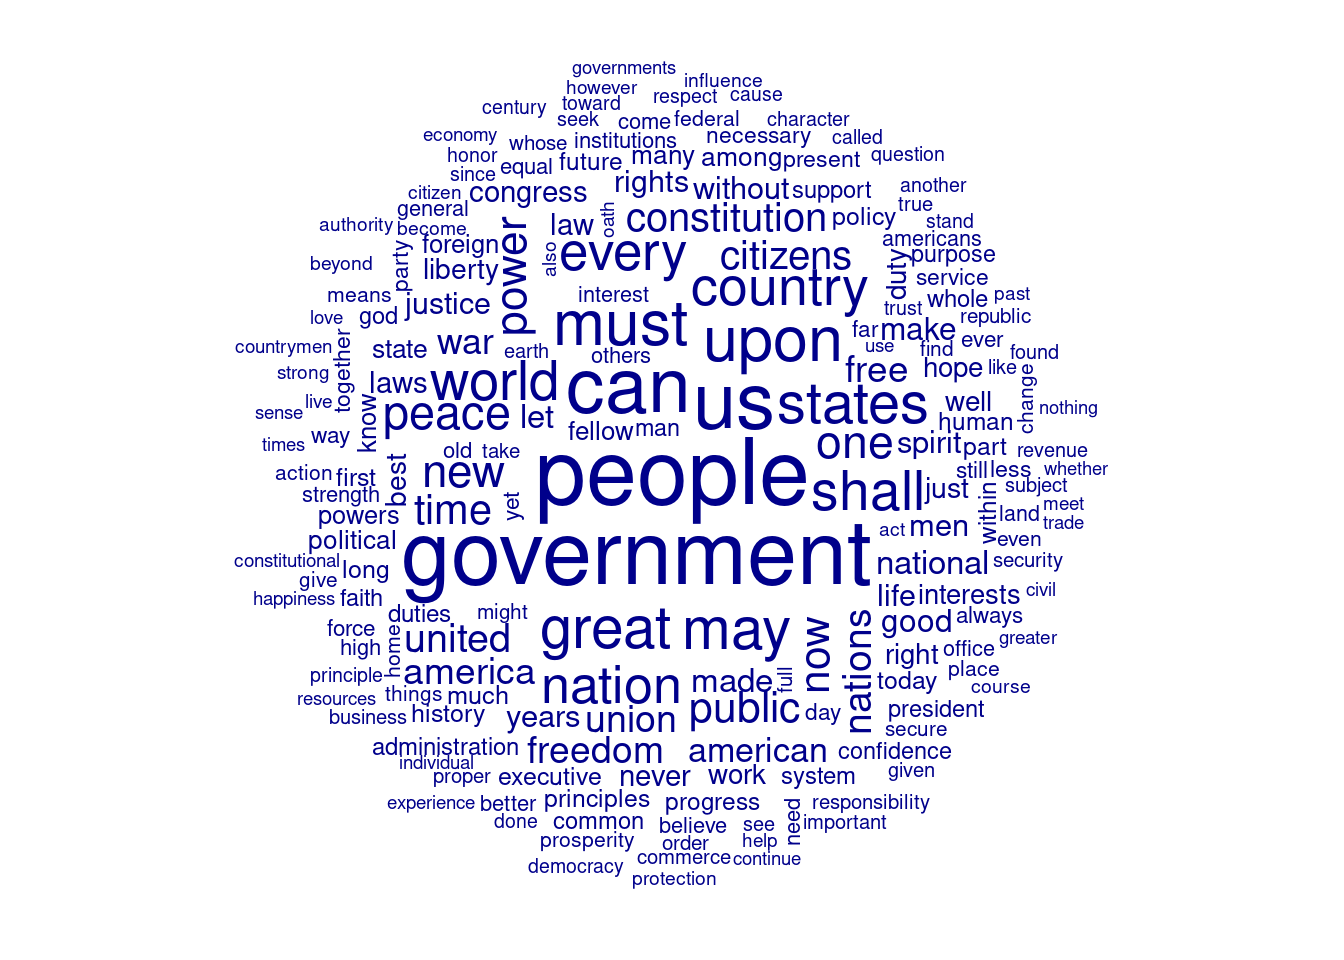 governments
influence
however
respect
cause
century
toward
seek
come
federal
character
economy
whose
institutions
necessary
called
honor
since
equal
future
many
among
present
question
citizen
congress
rights
without
support
another
general
true
authority
become
party
foreign
power
law
oath
constitution
policy
stand
americans
beyond
liberty
also
every
citizens
duty
purpose
means
justice
interest
country
service
love
god
must
upon
trust
whole
past
republic
countrymen
together
state
war
earth
others
far
make
use
find
ever
found
strong
laws
world
can
us
free
hope
like
change
sense
live
know
peace
let
states
well
nothing
times
way
fellow
man
one
spirit
human
part
revenue
action
first
best
old
take
new
people
shall
just
still
less
whether
strength
subject
powers
time
yet
within
land
meet
trade
political
government
act
men
even
constitutional
give
long
national
security
happiness
faith
duties
might
life
interests
civil
force
high
home
united
great
may
now
nations
good
always
greater
principle
america
right
office
place
resources
things
much
nation
made
full
today
course
business
history
years
union
public
day
president
secure
administration
individual
freedom
american
confidence
proper
executive
never
work
system
given
experience
better
principles
progress
need
responsibility
done
common
believe
see
important
prosperity
order
help
democracy
commerce
continue
protection